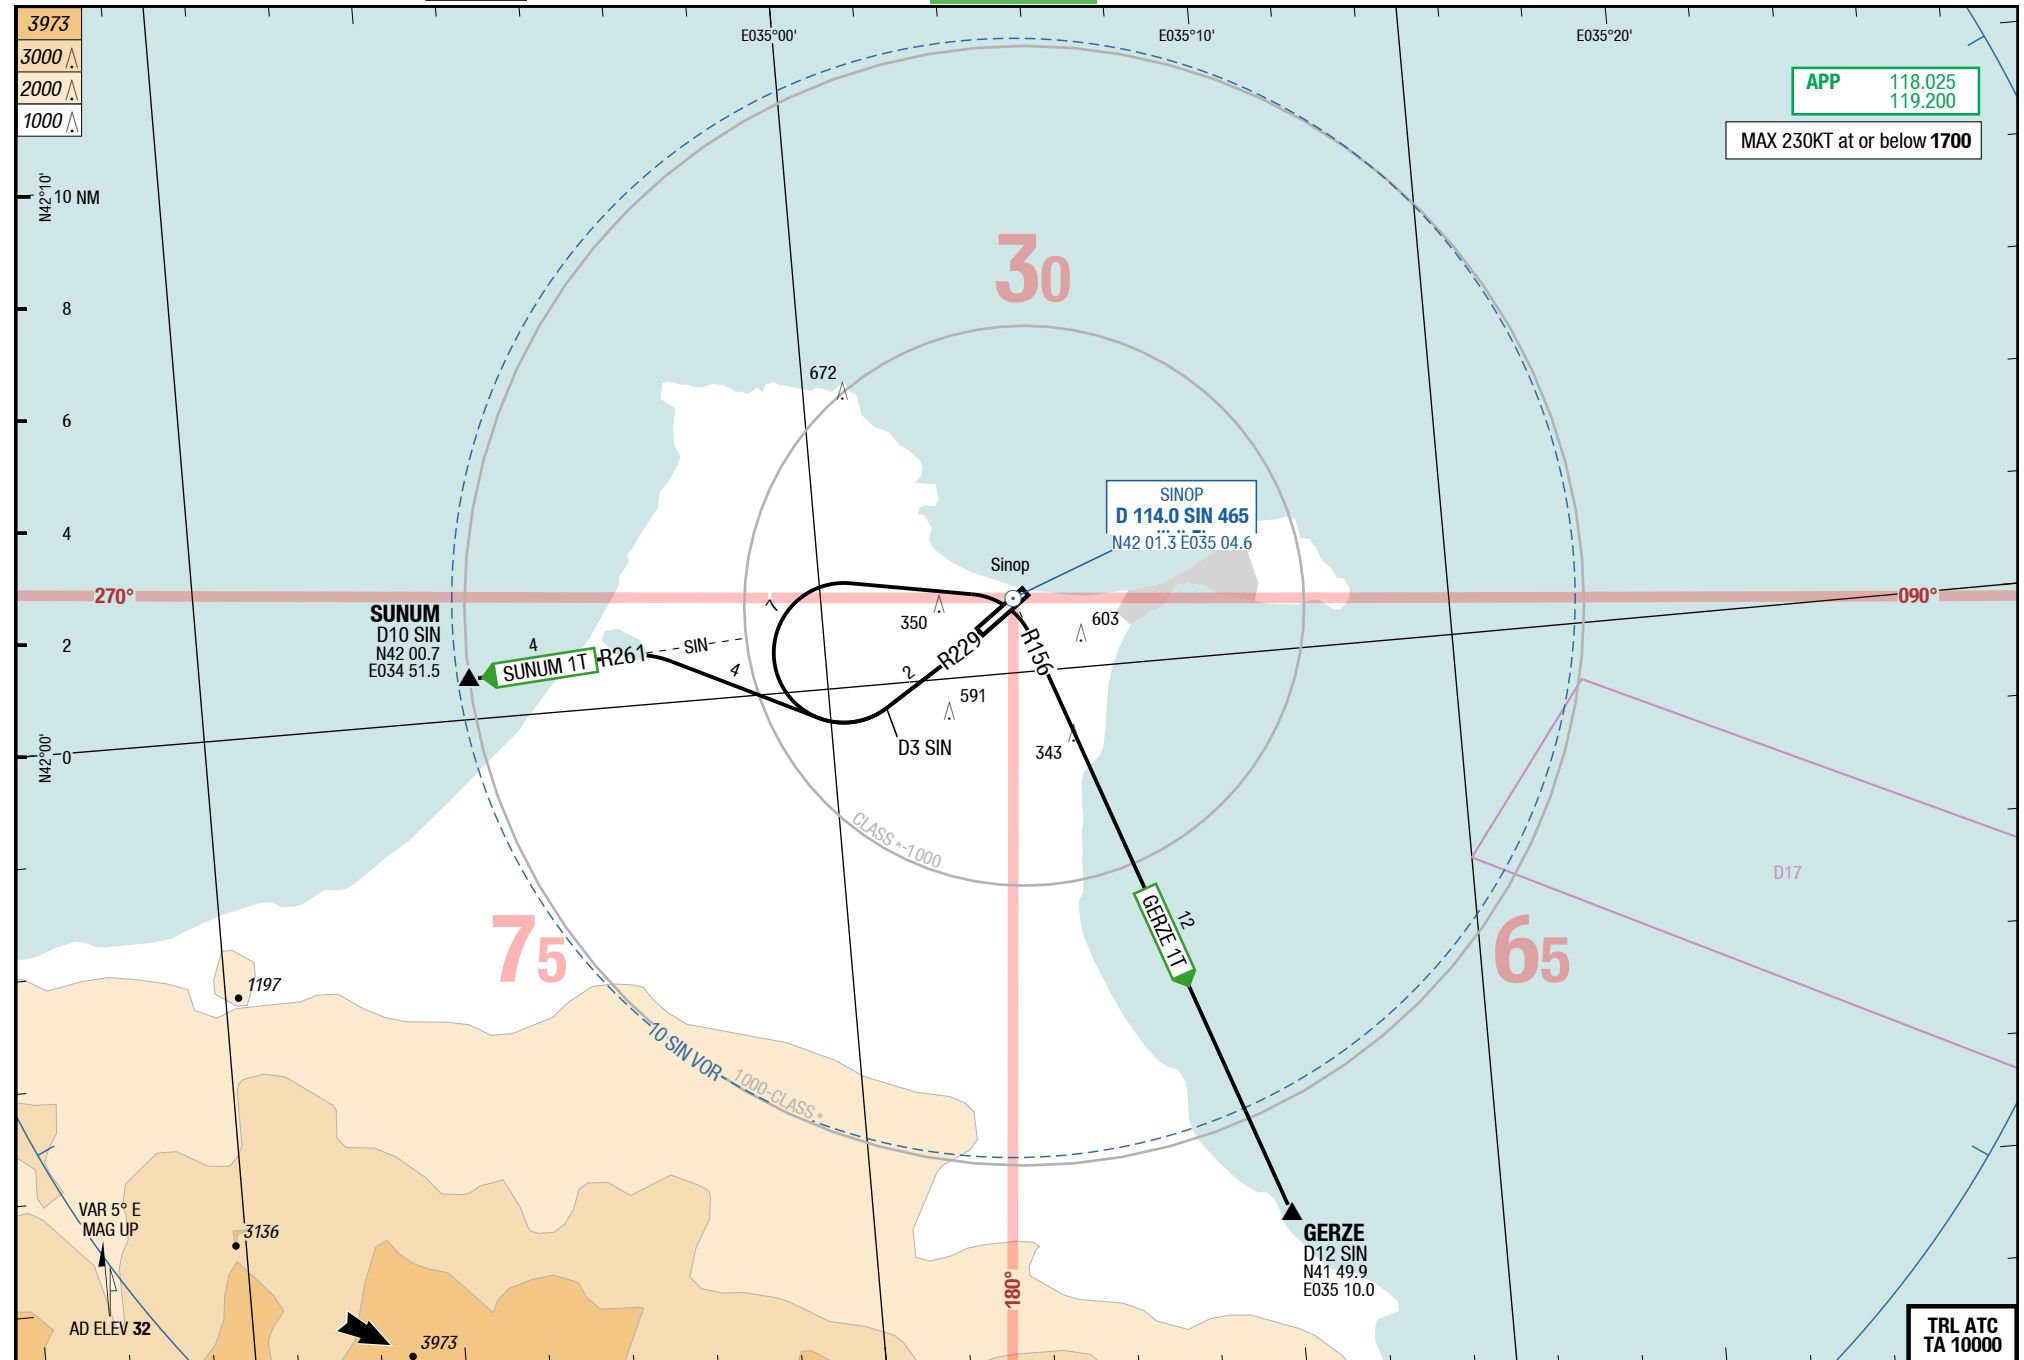 3973
3000
2000
1000
E035°00'
E035°10'
E035°20'
APP 118.025
119.200
MAX 230KT at or below 1700
N42°10'
10 NM
8
6
4
2
0
N42°00'
30
672
SINOP
D 114.0 SIN 465
N42 01.3 E035 04.6
Sinop
270°
090°
SUNUM
D10 SIN
N42 00.7
E034 51.5
4
SUNUM 1T
R261
SIN
4
7
350
603
R229
R156
2
591
D3 SIN
343
CLASS *-1000
D17
GERZE 1T
12
75
65
1197
10 SIN VOR
1000-CLASS *
VAR 5° E
MAG UP
3136
GERZE
D12 SIN
N41 49.9
E035 10.0
180°
AD ELEV 32
3973
TRL ATC
TA 10000